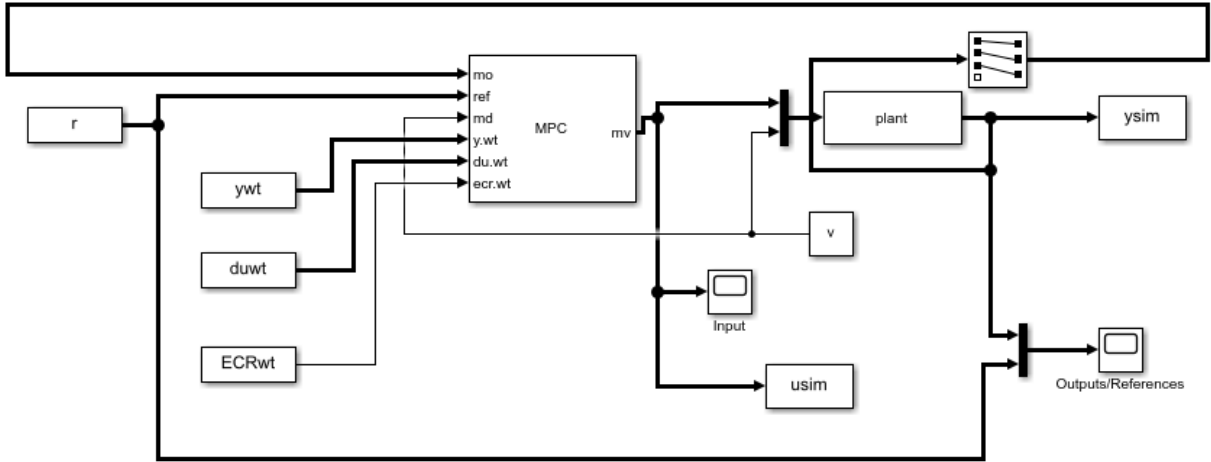 mo
ref
md
y.wt
du.wt
ecr.wt
MPC
mv
r
ywt
duwt
ECRwt
plant
ysim
v
Input
usim
Outputs/References